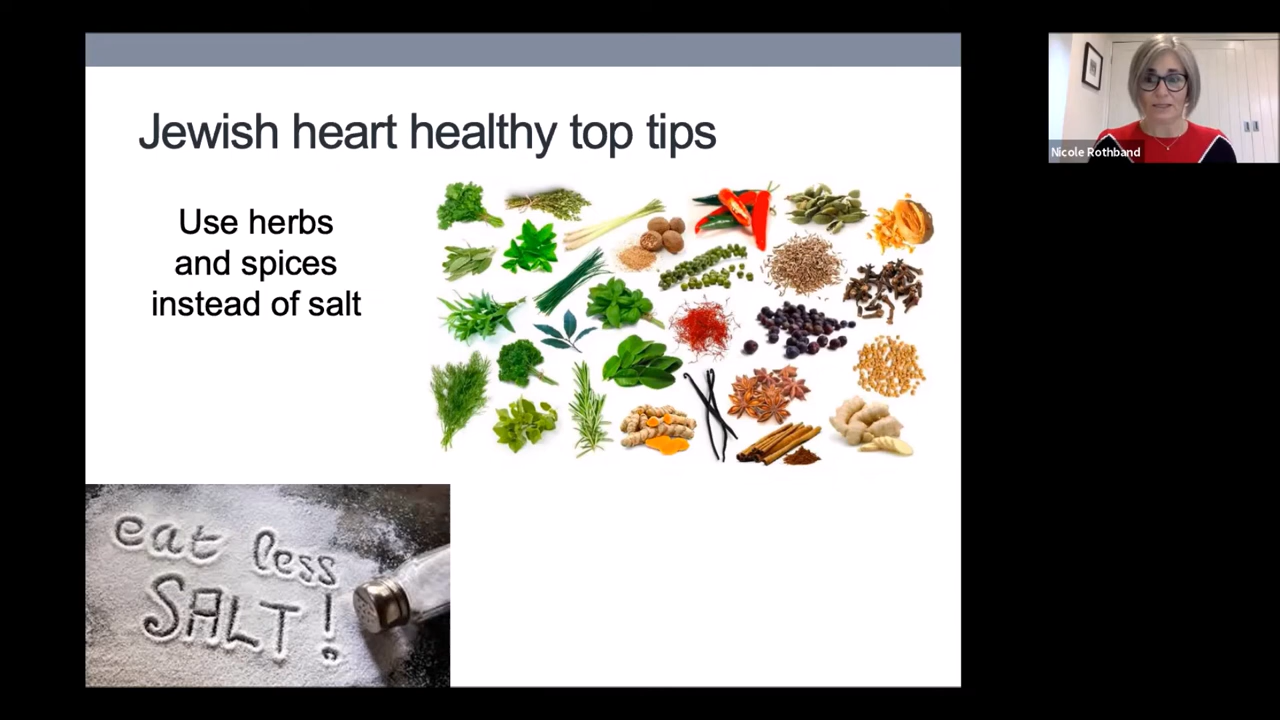 Jewish heart healthy top tips
Use herbs
and spices
instead of salt
eat less
SALT!
Nicole Rothband